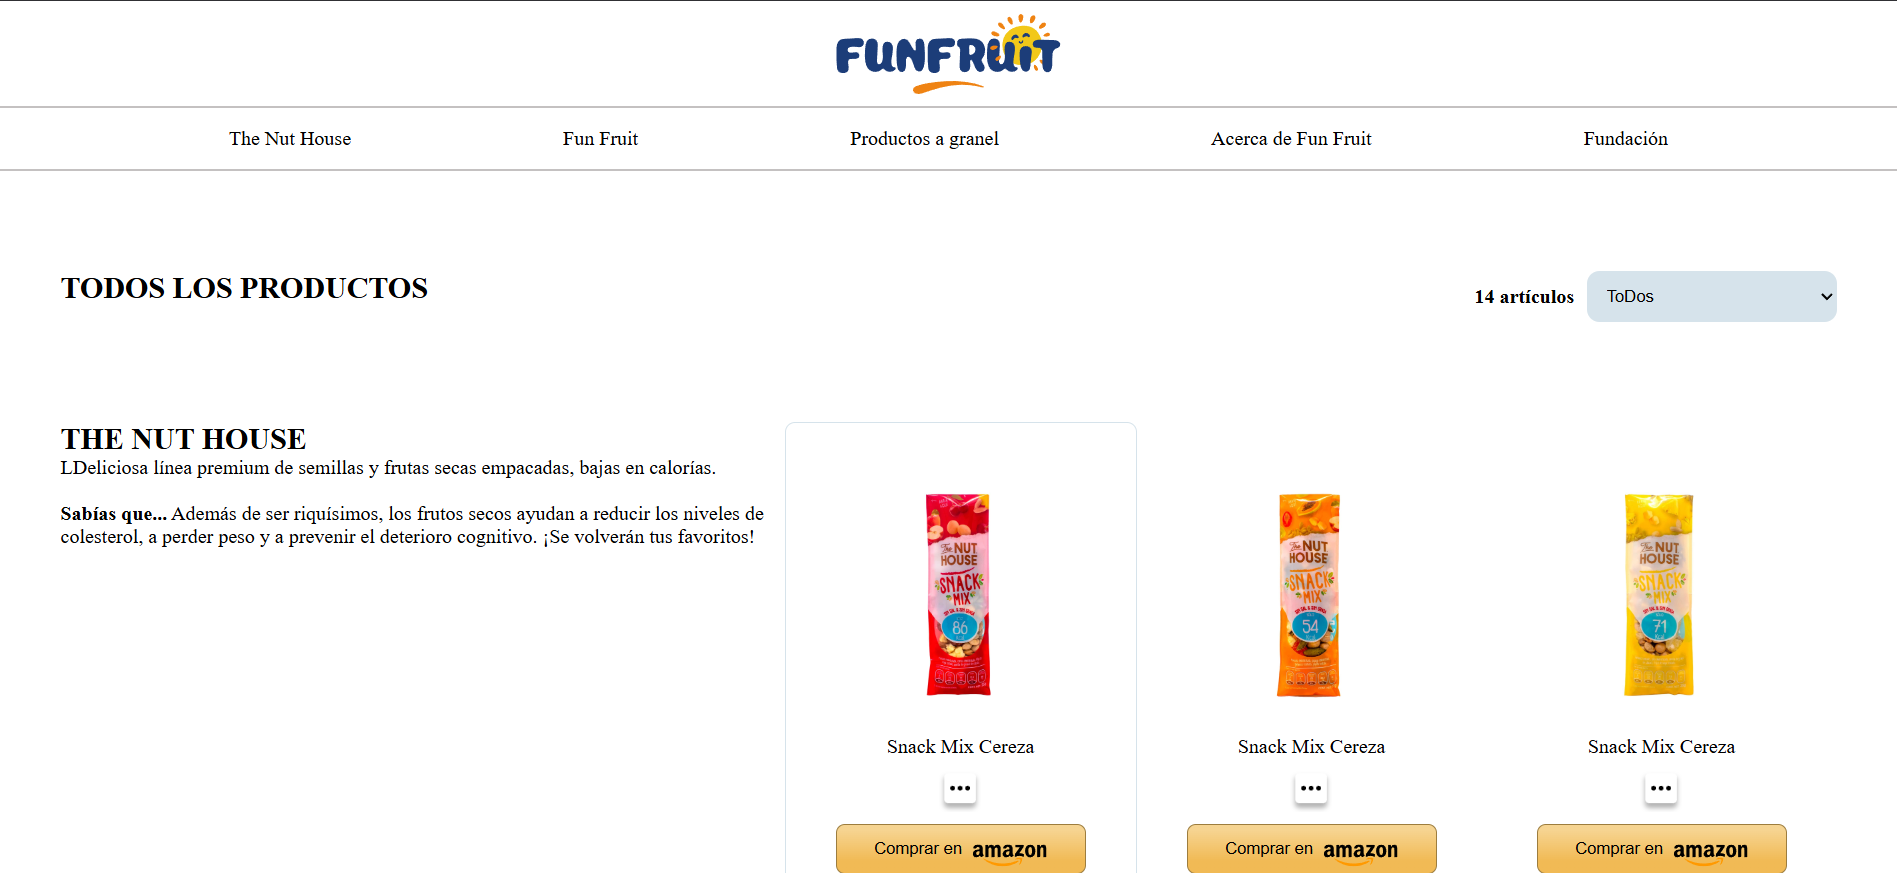 FUNFRUIT
The Nut House
Fun Fruit
Productos a granel
Acerca de Fun Fruit
Fundación
TODOS LOS PRODUCTOS
14 artículos
ToDos
THE NUT HOUSE
LDeliciosa línea premium de semillas y frutas secas empacadas, bajas en calorías.
Sabías que... Además de ser riquísimos, los frutos secos ayudan a reducir los niveles de
colesterol, a perder peso y a prevenir el deterioro cognitivo. ¡Se volverán tus favoritos!
The NUT
HOUSE
SNACK
MIX
86
The NUT
HOUSE
SNACK
MIX
54
The NUT
HOUSE
SNACK
MIX
71
Snack Mix Cereza
Snack Mix Cereza
Snack Mix Cereza
Comprar en amazon
Comprar en amazon
Comprar en amazon